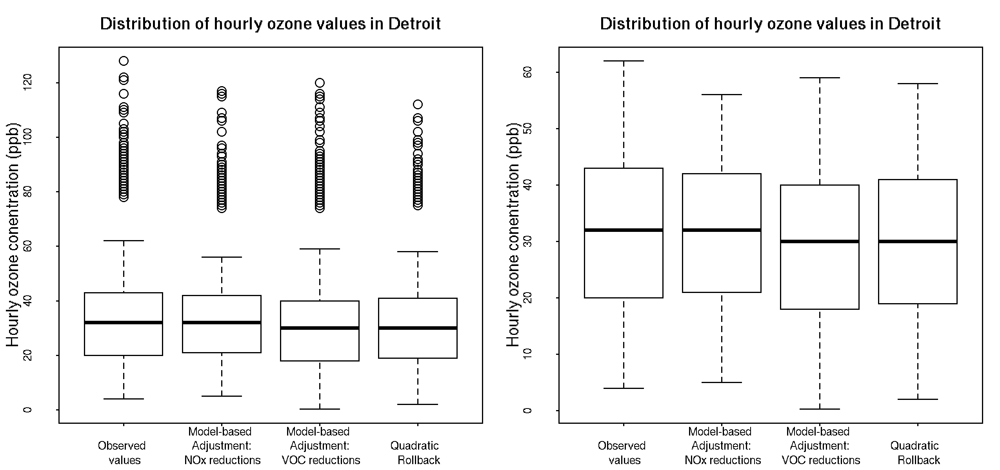 Distribution of hourly ozone values in Detroit
Hourly ozone conentration (ppb)
120
100
80
60
40
20
0
Observed
values
Model-based
Adjustment:
NOx reductions
Model-based
Adjustment:
VOC reductions
Quadratic
Rollback
Distribution of hourly ozone values in Detroit
Hourly ozone conentration (ppb)
60
50
40
30
20
10
0
Observed
values
Model-based
Adjustment:
NOx reductions
Model-based
Adjustment:
VOC reductions
Quadratic
Rollback